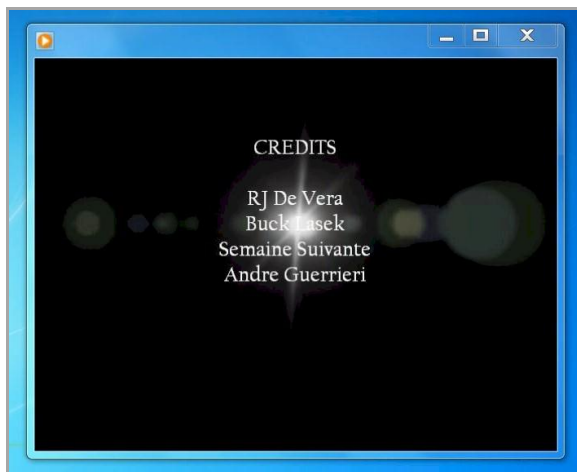 CREDITS
RJ De Vera
Buck Lasek
Semaine Suivante
Andre Guerrieri